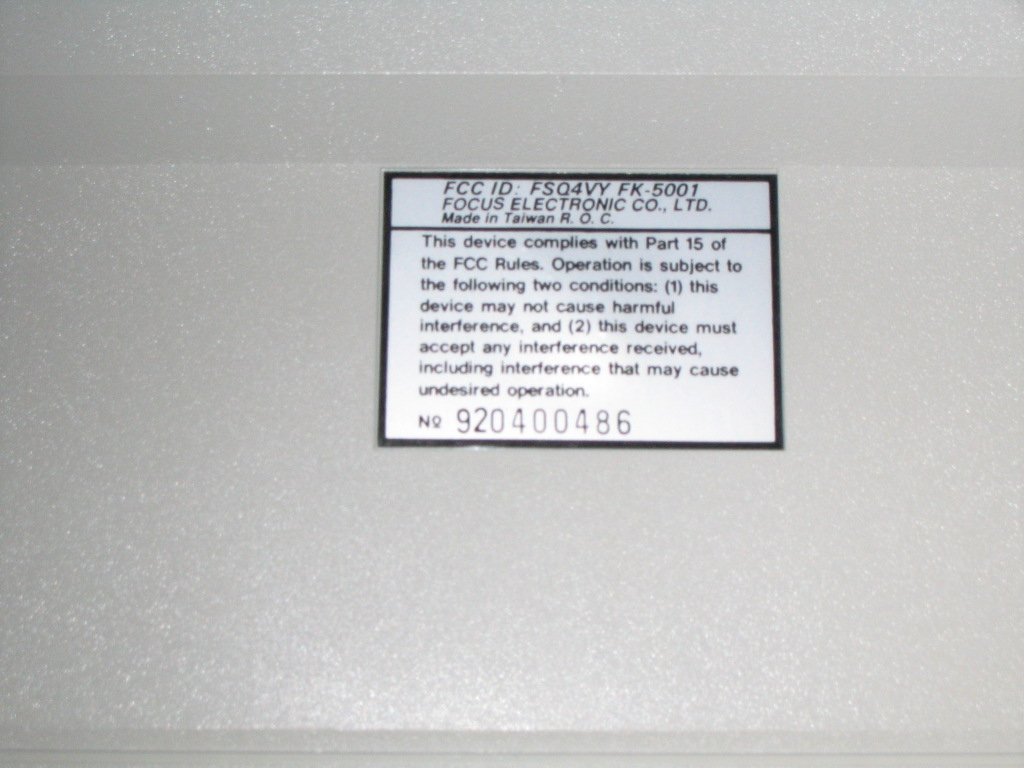 FCC ID: FSQ4VY FK-5001
FOCUS ELECTRONIC CO., LTD.
Made in Taiwan R. O. C.
This device complies with Part 15 of
the FCC Rules. Operation is subject to
the following two conditions: (1) this
device may not cause harmful
interference, and (2) this device must
accept any interference received,
including interference that may cause
undesired operation.
№ 920400486